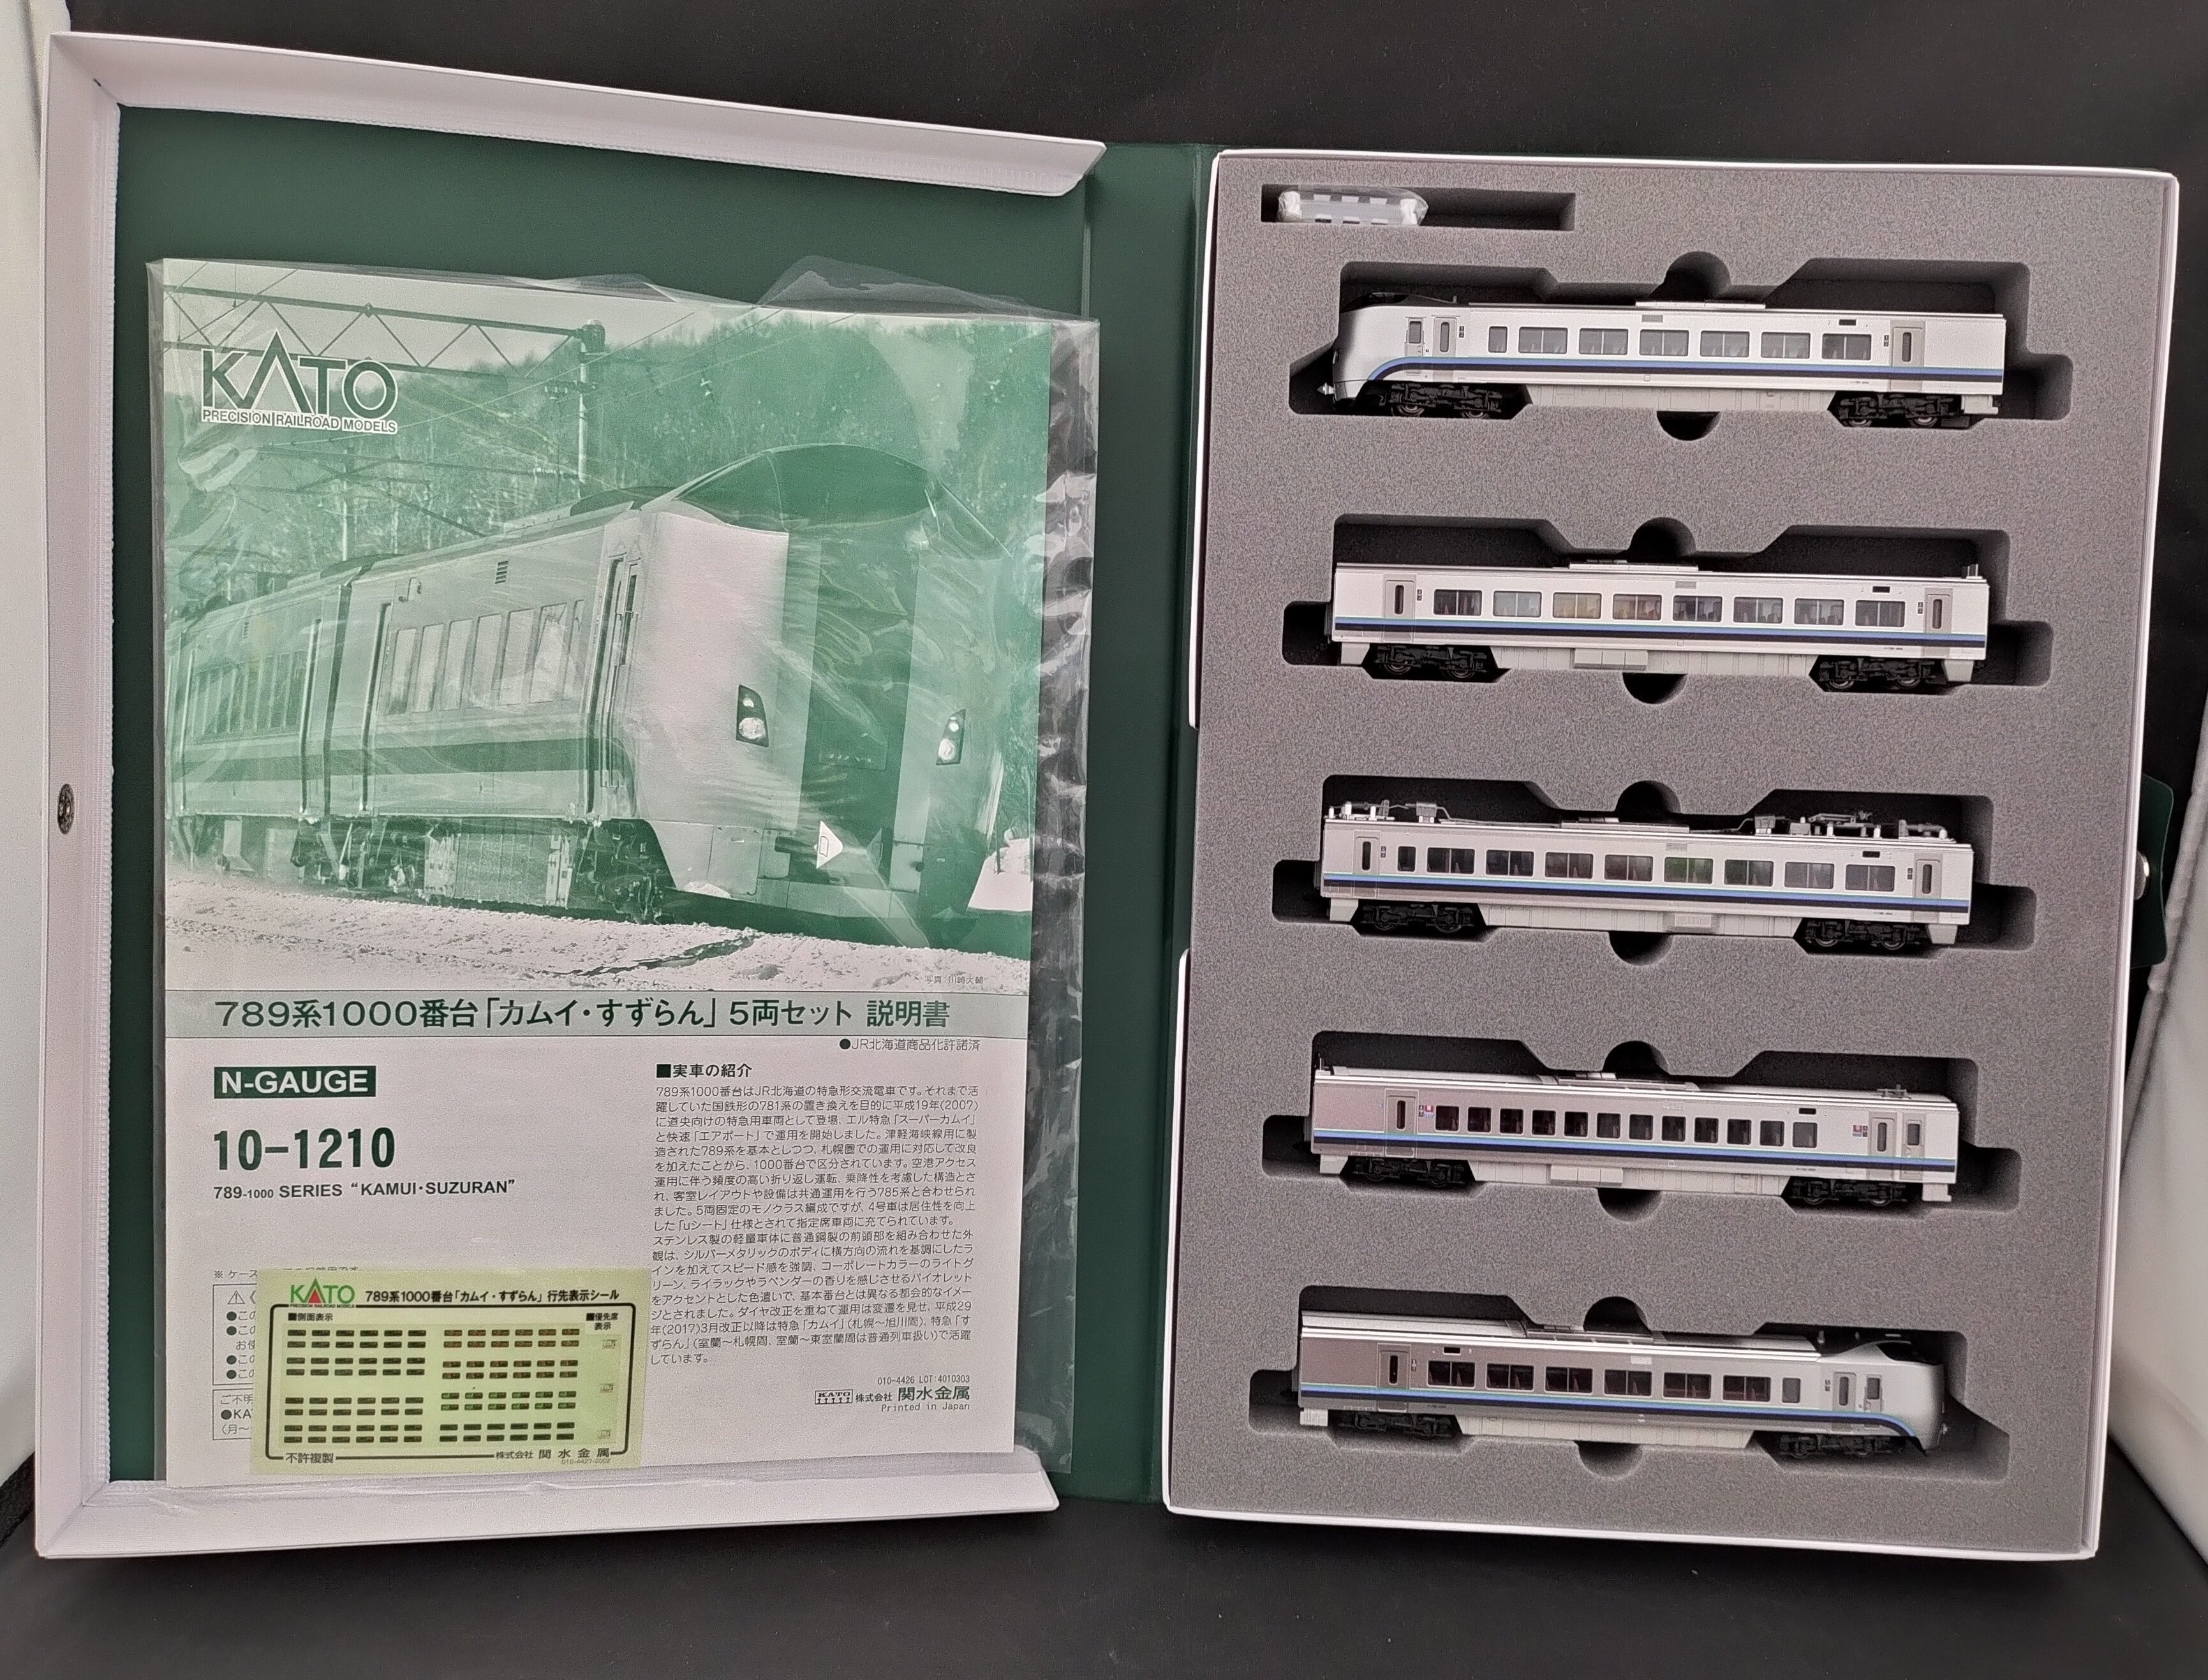 KATO
PRECISION RAILROAD MODELS
写真:川崎大輔
789系1000番台「カムイ・すずらん」5両セット 説明書
●JR北海道商品化許諾済
N-GAUGE
10-1210
789-1000 SERIES “KAMUI·SUZURAN”
■実車の紹介
789系1000番台はJR北海道の特急形交流電車です。それまで活
躍していた国鉄形の781系の置き換えを目的に平成19年(2007)
に道央向けの特急用車両として登場、エル特急「スーパーカムイ」
と快速「エアポート」で運用を開始しました。津軽海峡線用に製
造された789系を基本としつつ、札幌圏での運用に対応して改良
を加えたことから、1000番台で区分されています。空港アクセス
運用に伴う頻度の高い折り返し運転、乗降性を考慮した構造とさ
れ、客室レイアウトや設備は共通運用を行う785系と合わせられ
ました。5両固定のモノクラス編成ですが、4号車は居住性を向上
した「uシート」仕様とされて指定席車両に充てられています。
ステンレス製の軽量車体に普通鋼製の前頭部を組み合わせた外
観は、シルバーメタリックのボディに横方向の流れを基調にしたラ
インを加えてスピード感を強調、コーポレートカラーのライトグ
リーン、ライラックやラベンダーの香りを感じさせるバイオレット
をアクセントとした色遣いで、基本番台とは異なる都会的なイメー
ジとされました。ダイヤ改正を重ねて運用は変遷を見せ、平成29
年(2017)3月改正以降は特急「カムイ」(札幌〜旭川間)、特急「す
ずらん」(室蘭〜札幌間、室蘭〜東室蘭間は普通列車扱い)で活躍
しています。
010-4426 LOT:4010303
KATO 株式会社 関水金属
Printed in Japan
※ ケース
●この
●この
お使
●この
●この
ご不明
●KA
(月〜
KATO
PRECISION RAILROAD MODELS
789系1000番台「カムイ・すずらん」行先表示シール
■側面表示
■優先席
表示
不許複製
株式会社 関水金属